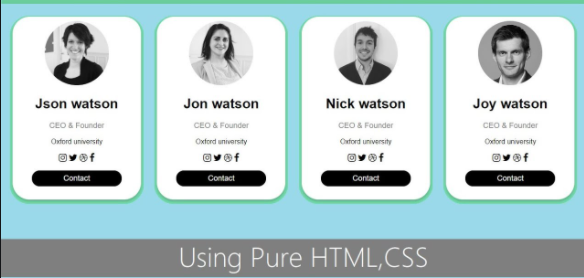 Json watson
CEO & Founder
Oxford university
Contact
Jon watson
CEO & Founder
Oxford university
Contact
Nick watson
CEO & Founder
Oxford university
Contact
Joy watson
CEO & Founder
Oxford university
Contact
Using Pure HTML,CSS